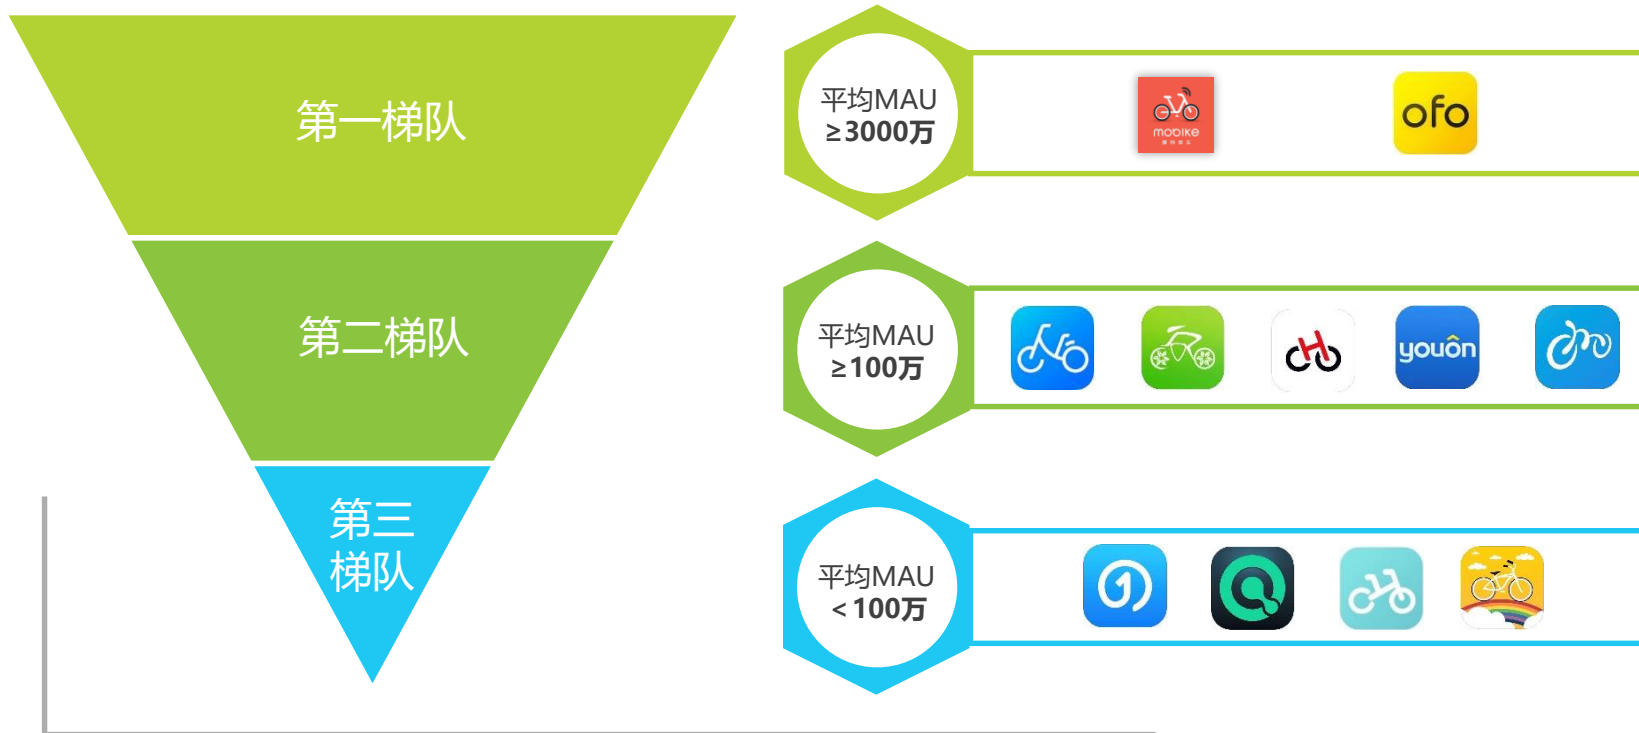 第一梯队
平均MAU
≥3000万
mobike
ofo
第二梯队
平均MAU
≥100万
youôn
第三
梯队
平均MAU
<100万